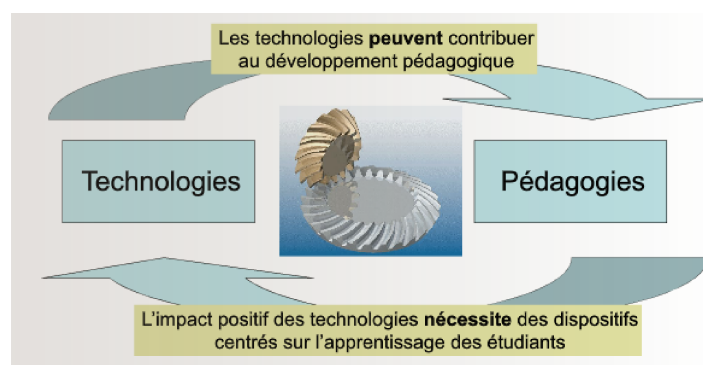 Les technologies peuvent contribuer
au développement pédagogique
Technologies
Pédagogies
L'impact positif des technologies nécessite des dispositifs
centrés sur l'apprentissage des étudiants